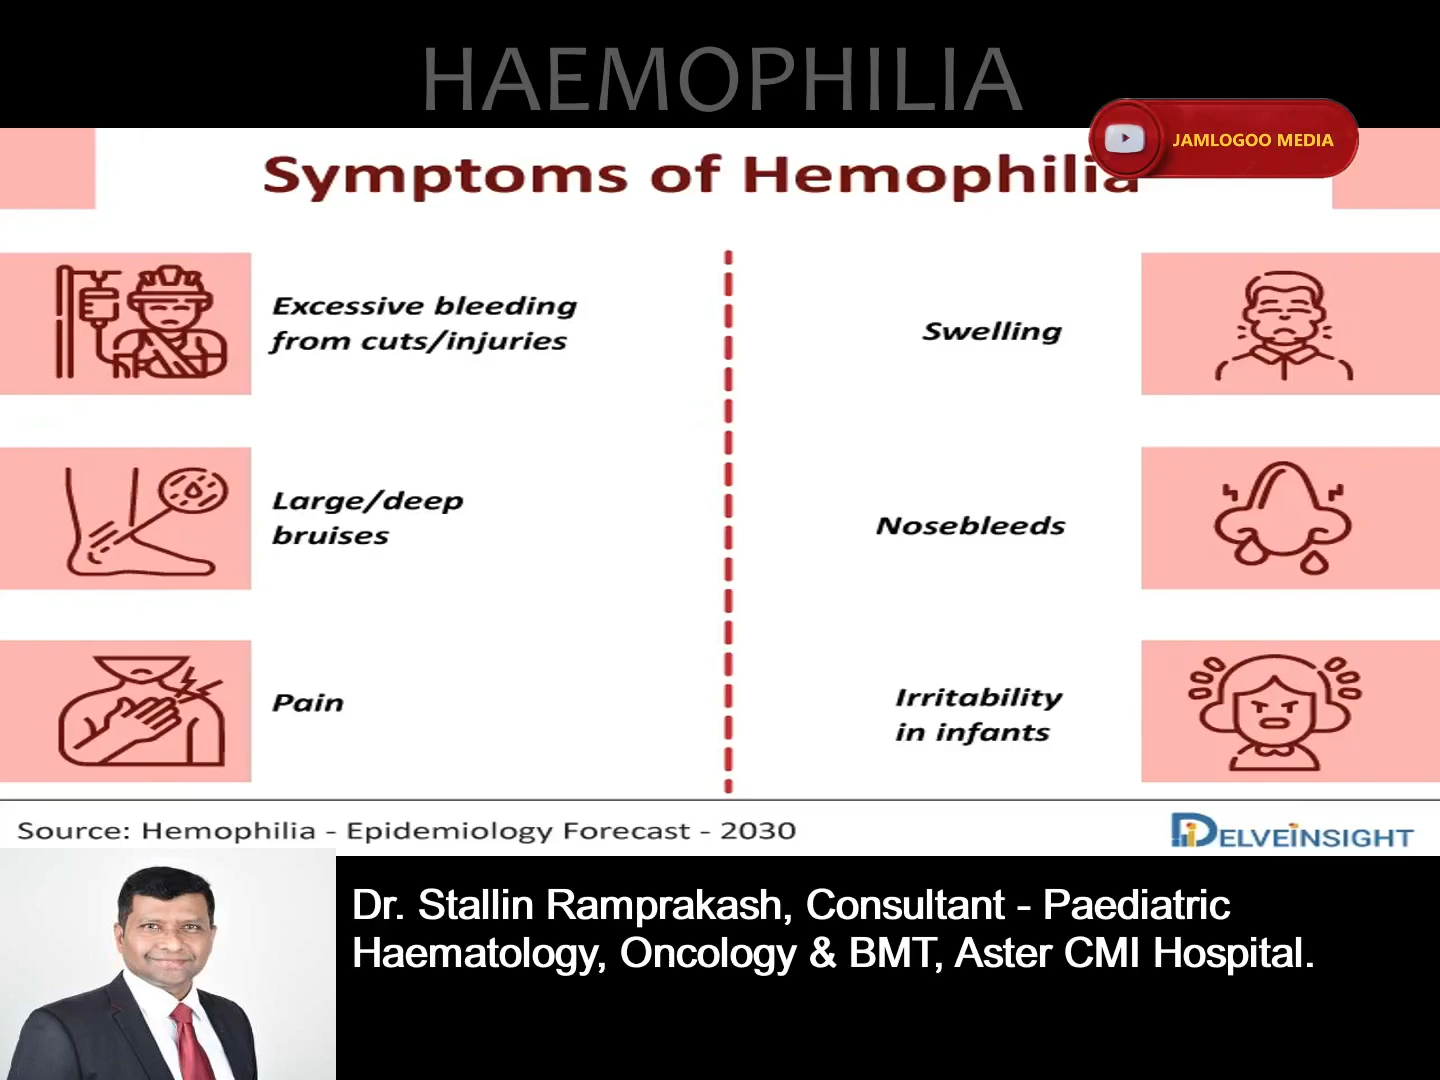 HAEMOPHILIA
JAMLOGOO MEDIA
Symptoms of Hemophilia
Excessive bleeding
from cuts/injuries
Large/deep
bruises
Pain
Swelling
Nosebleeds
Irritability
in infants
Source: Hemophilia - Epidemiology Forecast - 2030
DELVEINSIGHT
Dr. Stallin Ramprakash, Consultant - Paediatric
Haematology, Oncology & BMT, Aster CMI Hospital.